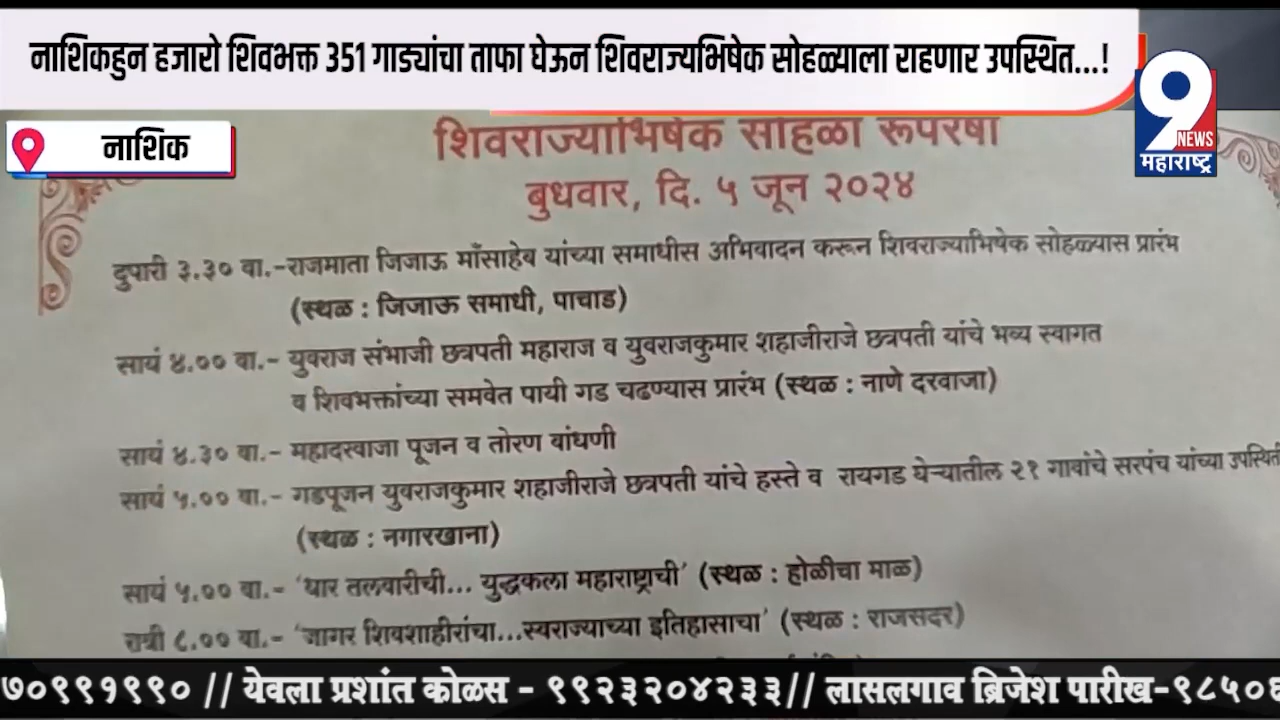 नाशिकहुन हजारो शिवभक्त 351 गाड्यांचा ताफा घेऊन शिवराज्यभिषेक सोहळ्याला राहणार उपस्थित...!
9
NEWS
महाराष्ट्र
नाशिक
शिवराज्याभिषेक सोहळा रूपरेषा
बुधवार, दि. ५ जून २०२४
दुपारी ३.३० वा.-राजमाता जिजाऊ माँसाहेब यांच्या समाधीस अभिवादन करून शिवराज्याभिषेक सोहळ्यास प्रारंभ
(स्थळ : जिजाऊ समाधी, पाचाड)
सायं ४.०० वा.- युवराज संभाजी छत्रपती महाराज व युवराजकुमार शहाजीराजे छत्रपती यांचे भव्य स्वागत
व शिवभक्तांच्या समवेत पायी गड चढण्यास प्रारंभ (स्थळ : नाणे दरवाजा)
सायं ४.३० वा.- महादरवाजा पूजन व तोरण बांधणी
सायं ५.०० वा.- गडपूजन युवराजकुमार शहाजीराजे छत्रपती यांचे हस्ते व रायगड घेऱ्यातील २१ गावांचे सरपंच यांच्या उपस्थिती
(स्थळ : नगारखाना)
सायं ५.०० वा.- 'धार तलवारीची... युद्धकला महाराष्ट्राची' (स्थळ : होळीचा माळ)
रात्री ८.०० वा.- 'जागर शिवशाहीरांचा...स्वराज्याच्या इतिहासाचा' (स्थळ : राजसदर)
७०९९१९९० // येवला प्रशांत कोळस - ९९२३२०४२३३// लासलगाव ब्रिजेश पारीख-९८५०६